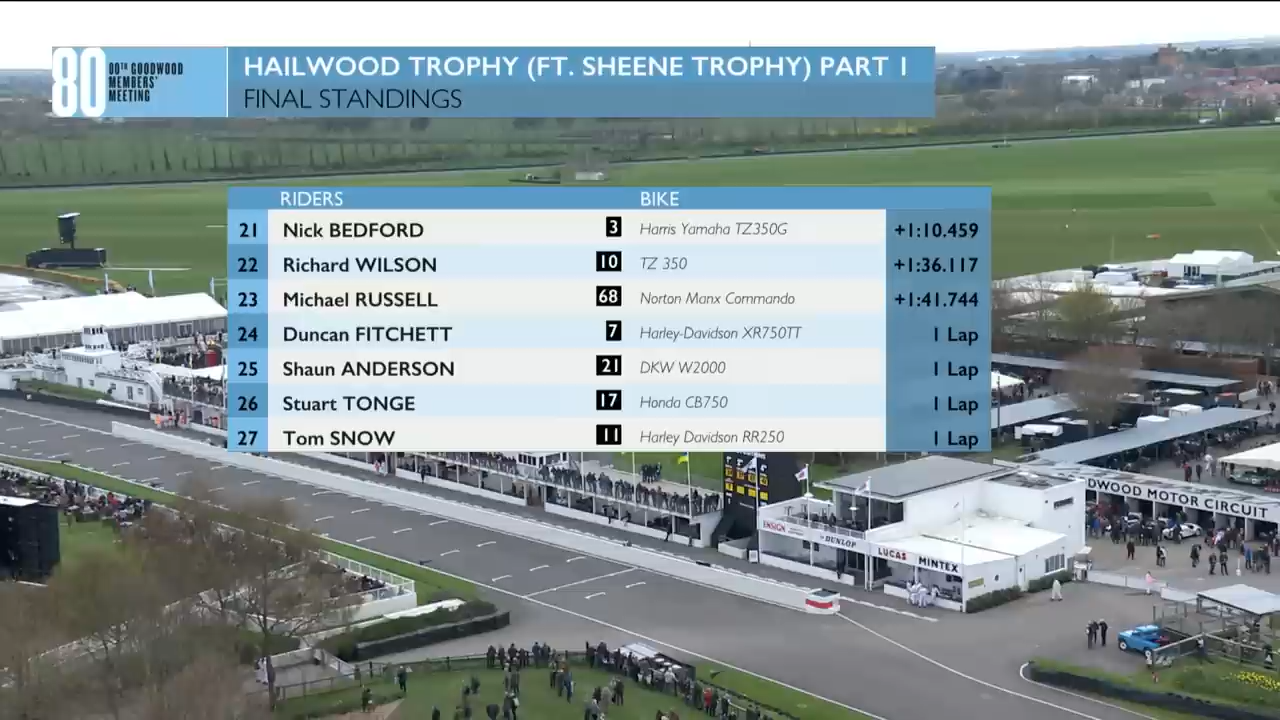 80
80TH GOODWOOD
MEMBERS'
MEETING
HAILWOOD TROPHY (FT. SHEENE TROPHY) PART 1
FINAL STANDINGS
RIDERS BIKE
21 Nick BEDFORD 3 Harris Yamaha TZ350G +1:10.459
22 Richard WILSON 10 TZ 350 +1:36.117
23 Michael RUSSELL 68 Norton Manx Commando +1:41.744
24 Duncan FITCHETT 7 Harley-Davidson XR750TT 1 Lap
25 Shaun ANDERSON 21 DKW W2000 1 Lap
26 Stuart TONGE 17 Honda CB750 1 Lap
27 Tom SNOW 11 Harley Davidson RR250 1 Lap
DWOOD MOTOR CIRCUIT
ENSIGN
DUNLOP
LUCAS
MINTEX